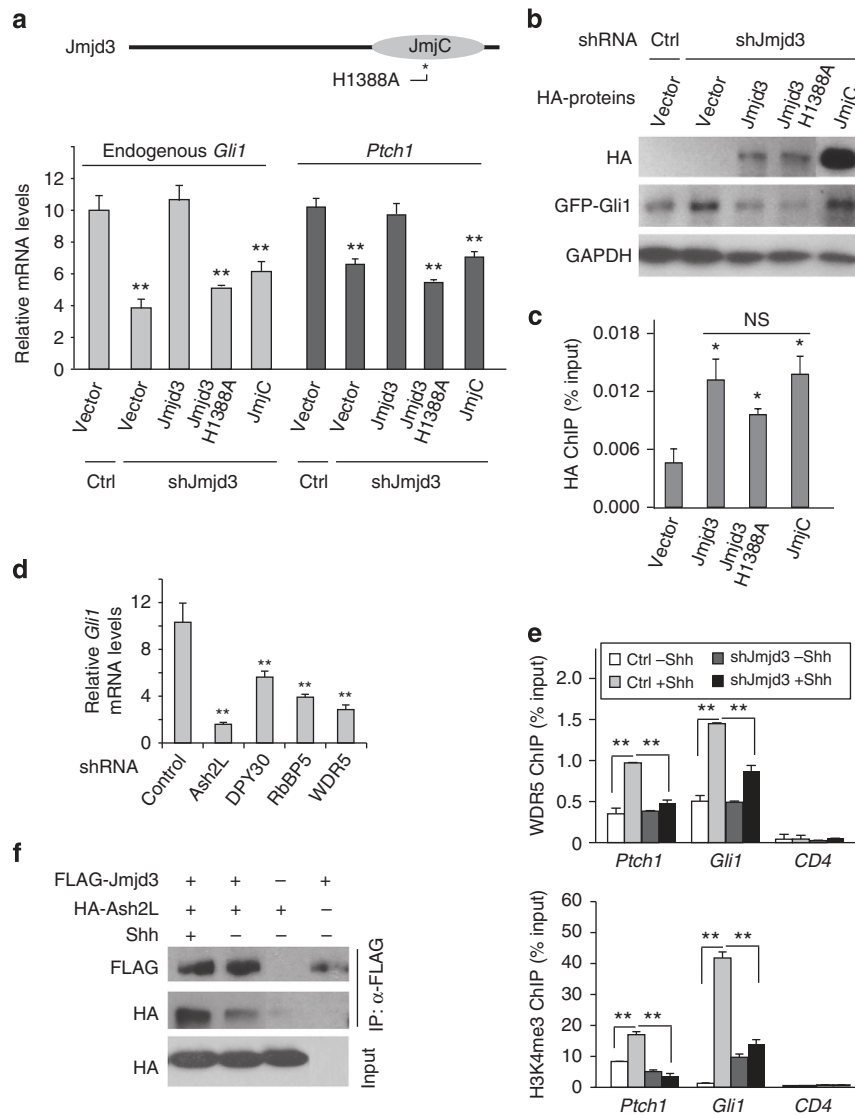 a
Jmjd3
JmjC
*
H1388A
Endogenous Gli1
Ptch1
Relative mRNA levels
14
12
10
8
6
4
2
0
**
**
**
**
**
**
Vector
Vector
Jmjd3
Jmjd3 H1388A
JmjC
Vector
Vector
Jmjd3
Jmjd3 H1388A
JmjC
Ctrl
shJmjd3
Ctrl
shJmjd3
b
shRNA Ctrl shJmjd3
HA-proteins
Vector
Vector
Jmjd3
Jmjd3 H1388A
JmjC
HA
GFP-Gli1
GAPDH
c
NS
HA ChIP (% input)
0.018
0.012
0.006
0.000
*
*
*
Vector
Jmjd3
Jmjd3 H1388A
JmjC
d
Relative Gli1
mRNA levels
12
8
4
0
**
**
**
**
shRNA
Control
Ash2L
DPY30
RbBP5
WDR5
e
Ctrl –Shh shJmjd3 –Shh
Ctrl +Shh shJmjd3 +Shh
WDR5 ChIP (% input)
2.0
1.5
1.0
0.5
0
** **
** **
Ptch1 Gli1 CD4
H3K4me3 ChIP (% input)
60
50
40
30
20
10
0
** **
** **
Ptch1 Gli1 CD4
f
FLAG-Jmjd3 + + – +
HA-Ash2L + + + –
Shh + – – –
FLAG
HA
IP: α-FLAG
HA
Input